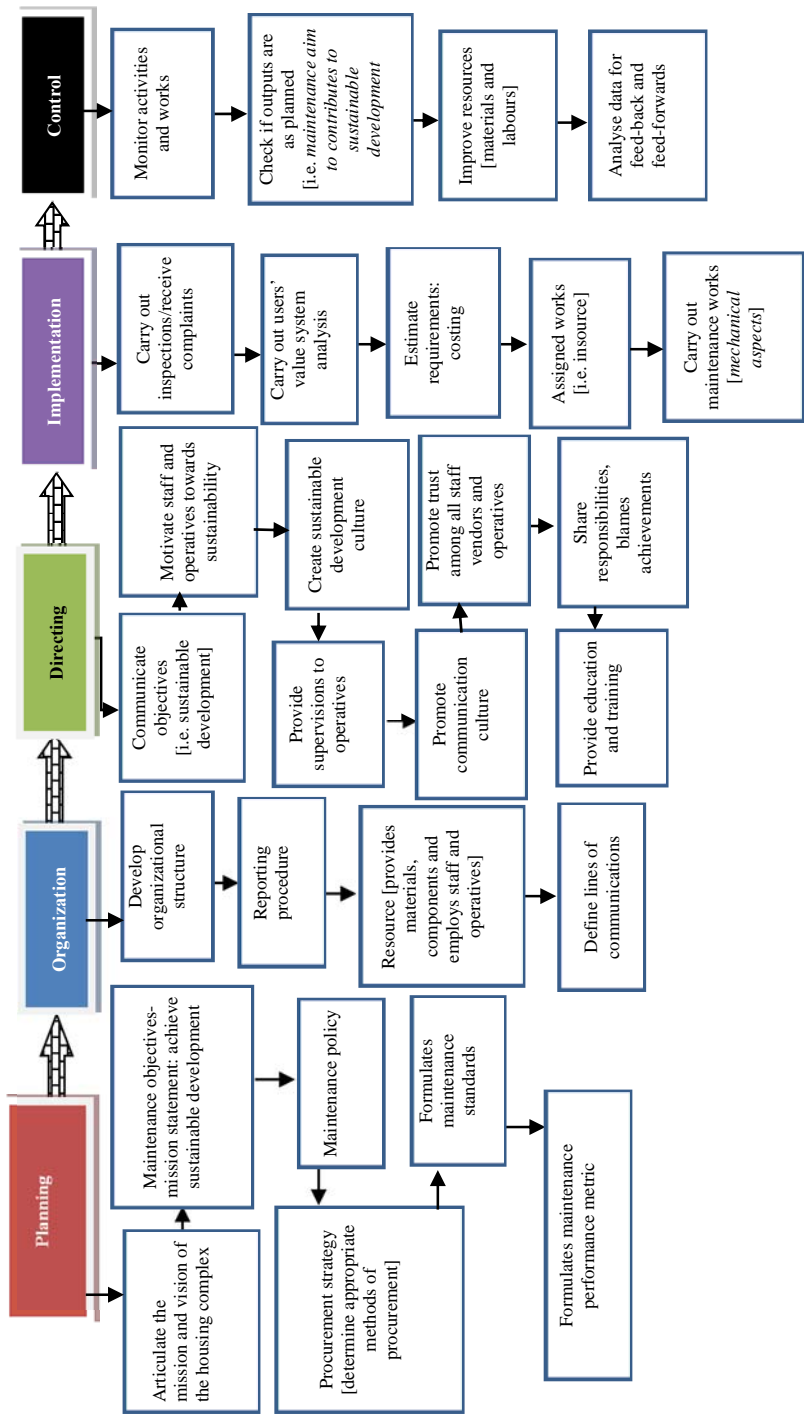 Planning
Articulate the
mission and vision of
the housing complex
Maintenance objectives-
mission statement: achieve
sustainable development
Maintenance policy
Procurement strategy
[determine appropriate
methods of
procurement]
Formulates
maintenance
standards
Formulates maintenance
performance metric
Organization
Develop
organizational
structure
Reporting
procedure
Resource [provides
materials,
components and
employs staff and
operatives]
Define lines of
communications
Directing
Communicate
objectives
[i.e. sustainable
development]
Motivate staff and
operatives towards
sustainability
Create sustainable
development
culture
Provide
supervisions to
operatives
Promote
communication
culture
Promote trust
among all staff
vendors and
operatives
Share
responsibilities,
blames
achievements
Provide education
and training
Implementation
Carry out
inspections/receive
complaints
Carry out users’
value system
analysis
Estimate
requirements:
costing
Assigned works
[i.e. insource]
Carry out
maintenance works
[mechanical
aspects]
Control
Monitor activities
and works
Check if outputs are
as planned
[i.e. maintenance aim
to contributes to
sustainable
development
Improve resources
[materials and
labours]
Analyse data for
feed-back and
feed-forwards